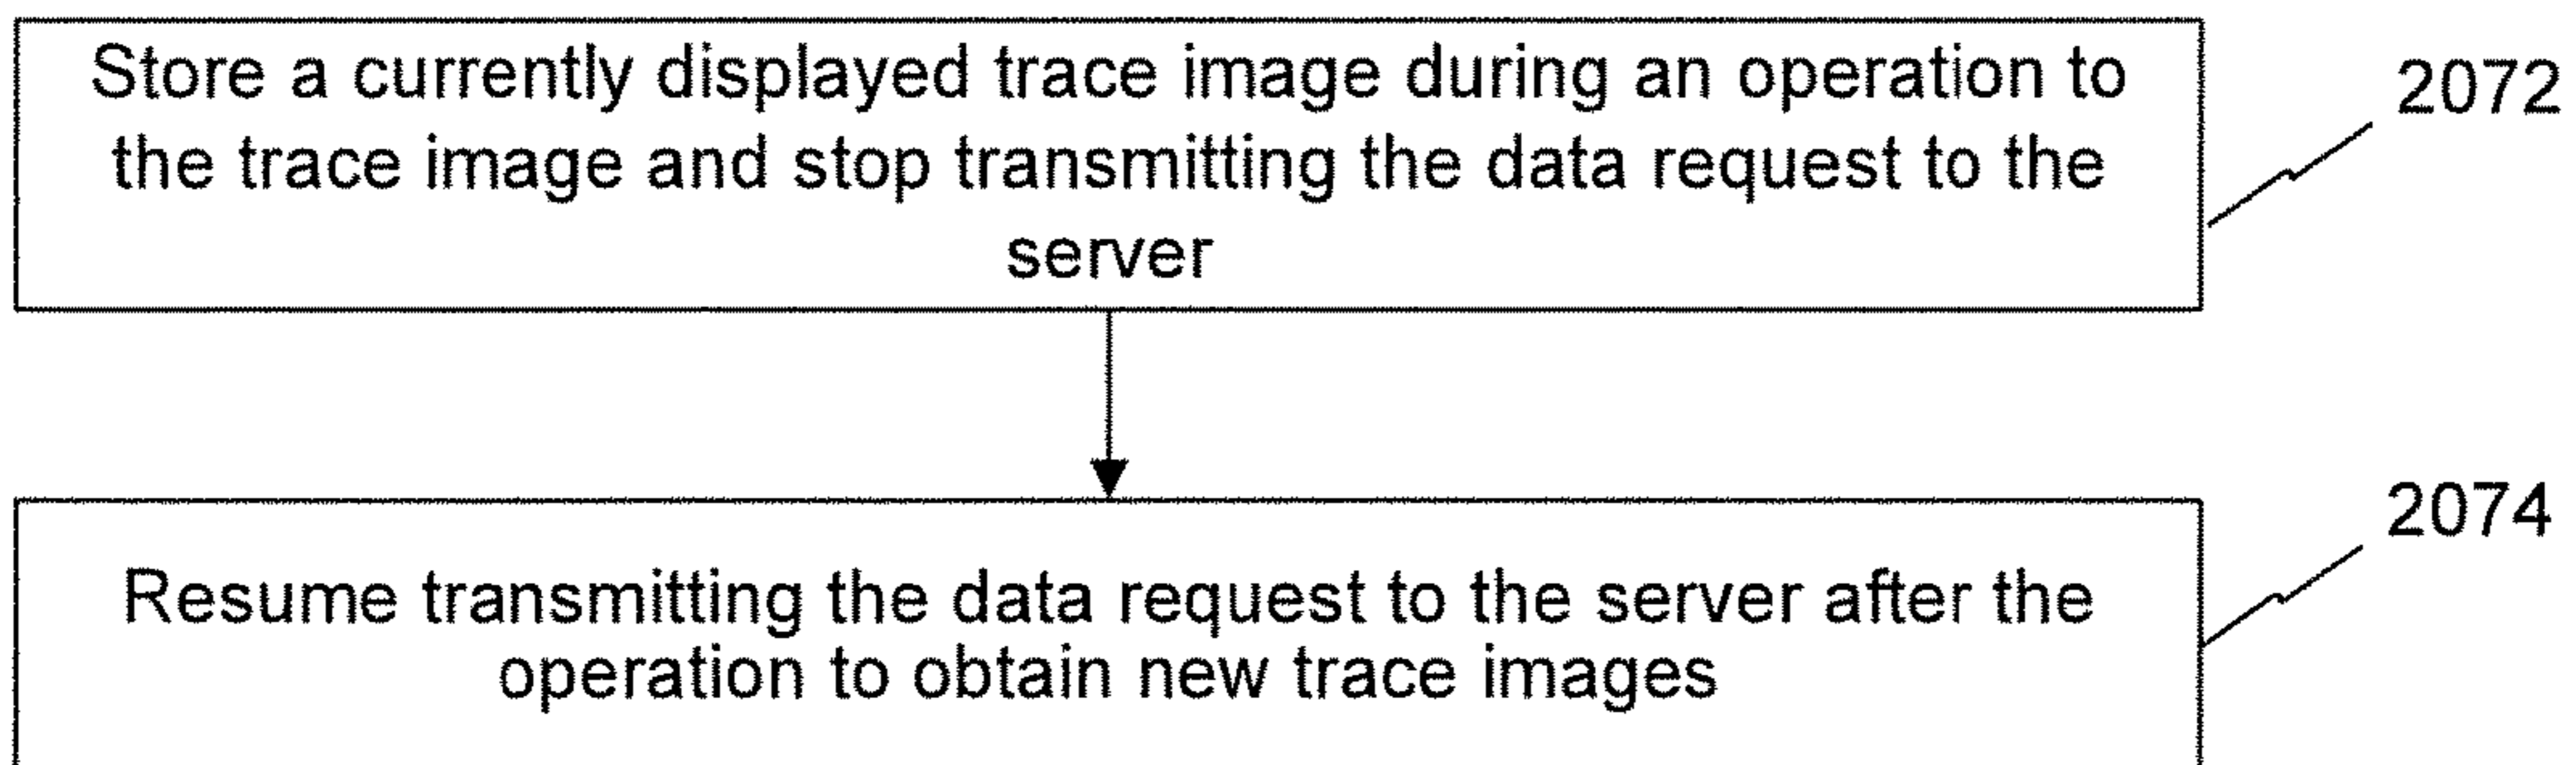 Store a currently displayed trace image during an operation to
the trace image and stop transmitting the data request to the
server
2072
Resume transmitting the data request to the server after the
operation to obtain new trace images
2074